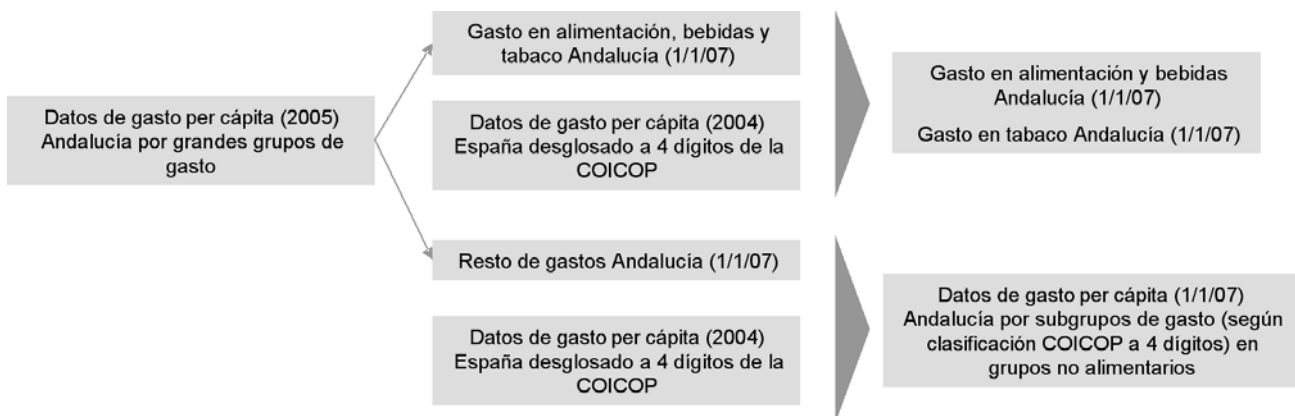 Datos de gasto per cápita (2005)
Andalucía por grandes grupos de
gasto
Gasto en alimentación, bebidas y
tabaco Andalucía (1/1/07)
Datos de gasto per cápita (2004)
España desglosado a 4 dígitos de la
COICOP
Gasto en alimentación y bebidas
Andalucía (1/1/07)
Gasto en tabaco Andalucía (1/1/07)
Resto de gastos Andalucía (1/1/07)
Datos de gasto per cápita (2004)
España desglosado a 4 dígitos de la
COICOP
Datos de gasto per cápita (1/1/07)
Andalucía por subgrupos de gasto (según
clasificación COICOP a 4 dígitos) en
grupos no alimentarios